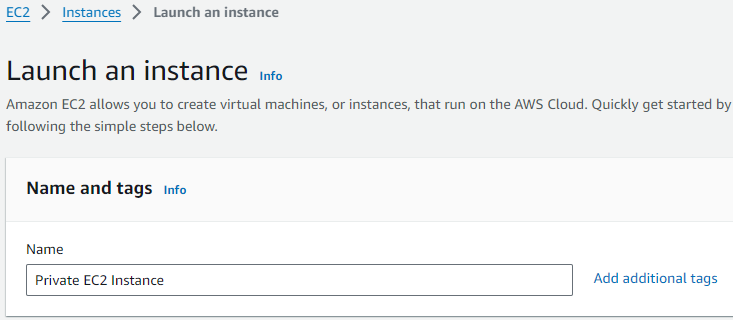 EC2 > Instances > Launch an instance
Launch an instance Info
Amazon EC2 allows you to create virtual machines, or instances, that run on the AWS Cloud. Quickly get started by
following the simple steps below.
Name and tags Info
Name
Private EC2 Instance Add additional tags